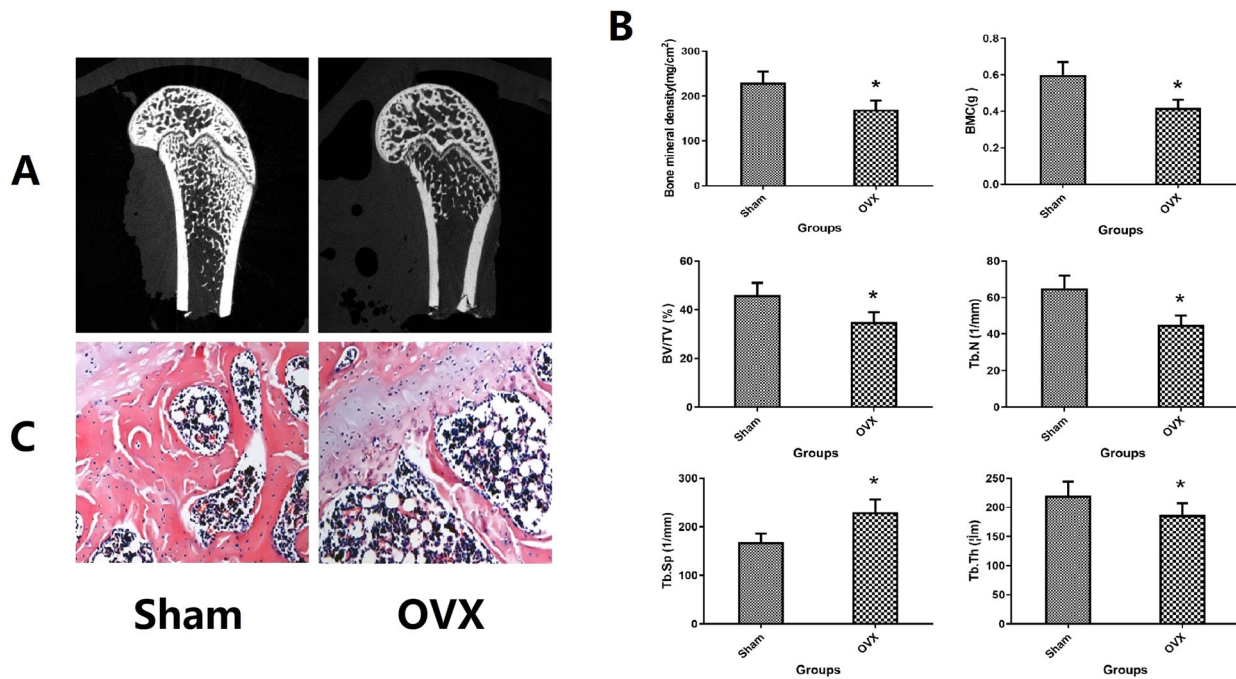 A
C
Sham OVX
B
Bone mineral density(mg/cm²)
300
200
100
0
*
Sham OVX
Groups
BMC(g )
0.8
0.6
0.4
0.2
0.0
*
Sham OVX
Groups
BV/TV (%)
60
40
20
0
*
Sham OVX
Groups
Tb.N (1/mm)
80
60
40
20
0
*
Sham OVX
Groups
Tb.Sp (1/mm)
300
200
100
0
*
Sham OVX
Groups
250
200
150
100
50
0
*
Sham OVX
Groups